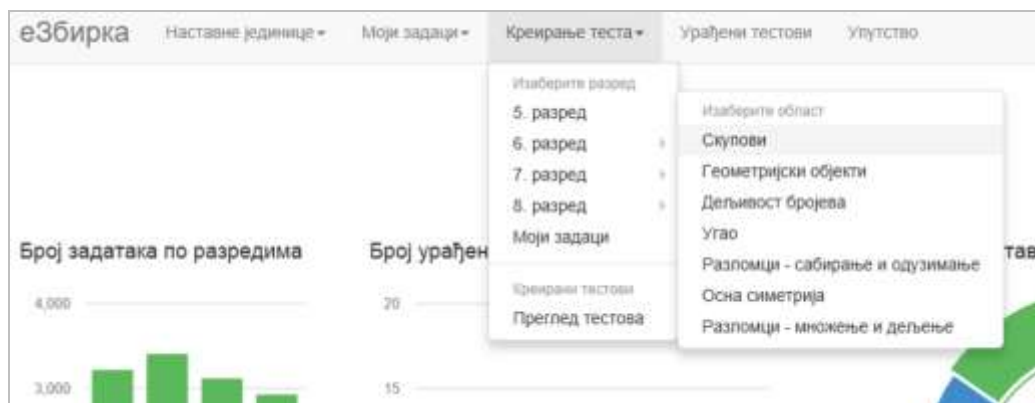 еЗбирка Наставне јединице Моји задаци Креирање теста Урађени тестови Упутство
Изаберите разред
5. разред
6. разред
7. разред
8. разред
Моји задаци
Креирани тестови
Преглед тестова
Изаберите област
Скупови
Геометријски објекти
Дељивост бројева
Угао
Разломци - сабирање и одузимање
Осна симетрија
Разломци - множење и дељење
Број задатака по разредима
4,000
3,000
Број урађен
20
15
тав